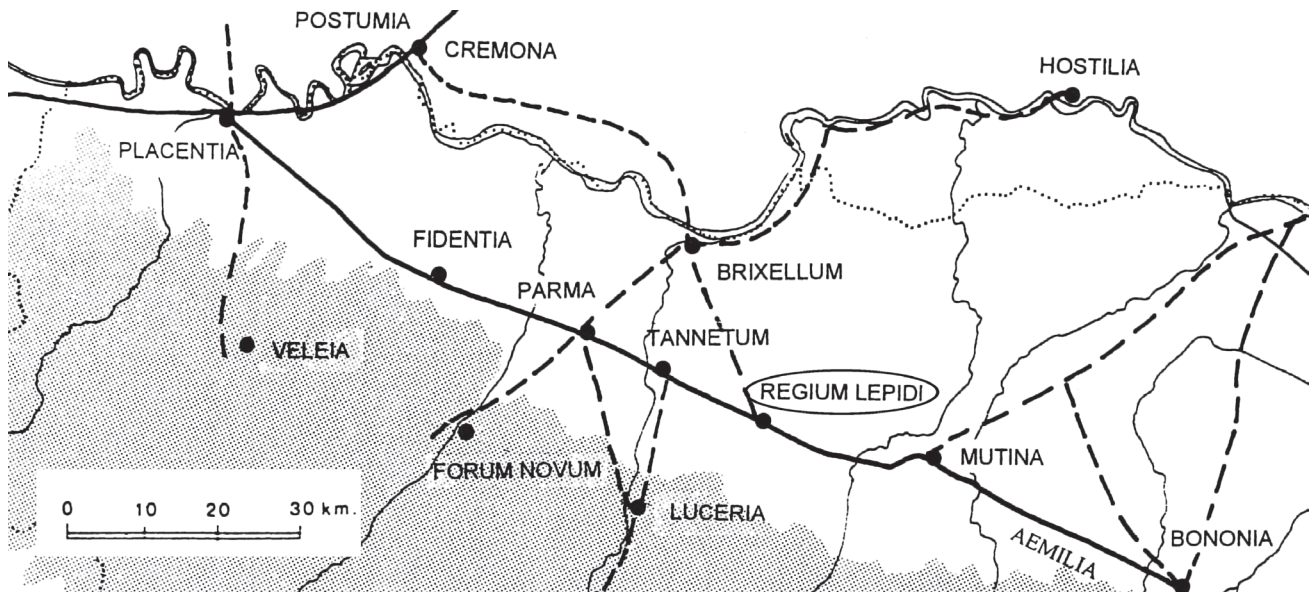 POSTUMIA
CREMONA
HOSTILIA
PLACENTIA
FIDENTIA
BRIXELLUM
PARMA
TANNETUM
VELEIA
REGIUM LEPIDI
FORUM NOVUM
MUTINA
LUCERIA
AEMILIA
BONONIA
0 10 20 30 km.